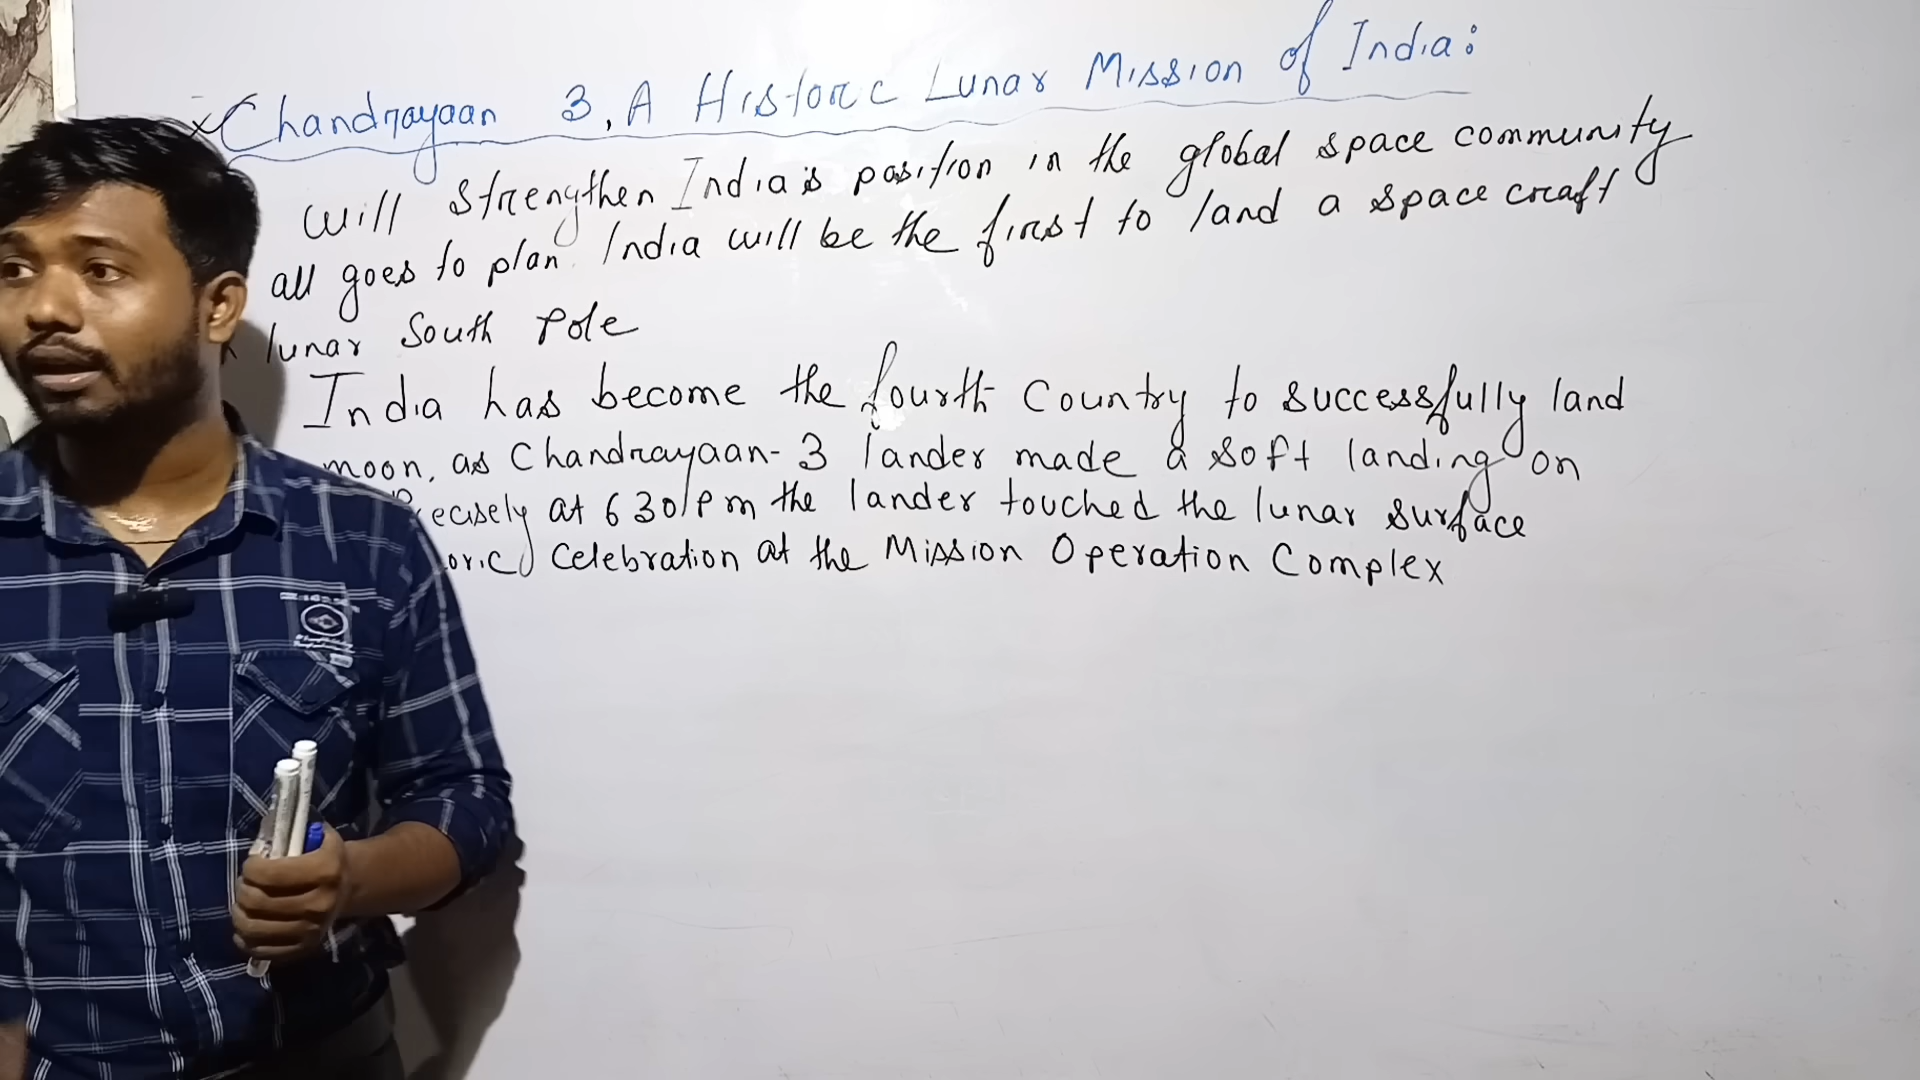 Chandrayaan 3, A Historic Lunar Mission of India:
will strengthen India's position in the global space community
all goes to plan. India will be the first to land a space craft
lunar South Pole
India has become the fourth Country to successfully land
moon, as Chandrayaan-3 lander made a soft landing on
ecisely at 630 pm the lander touched the lunar surface
oric Celebration at the Mission Operation Complex